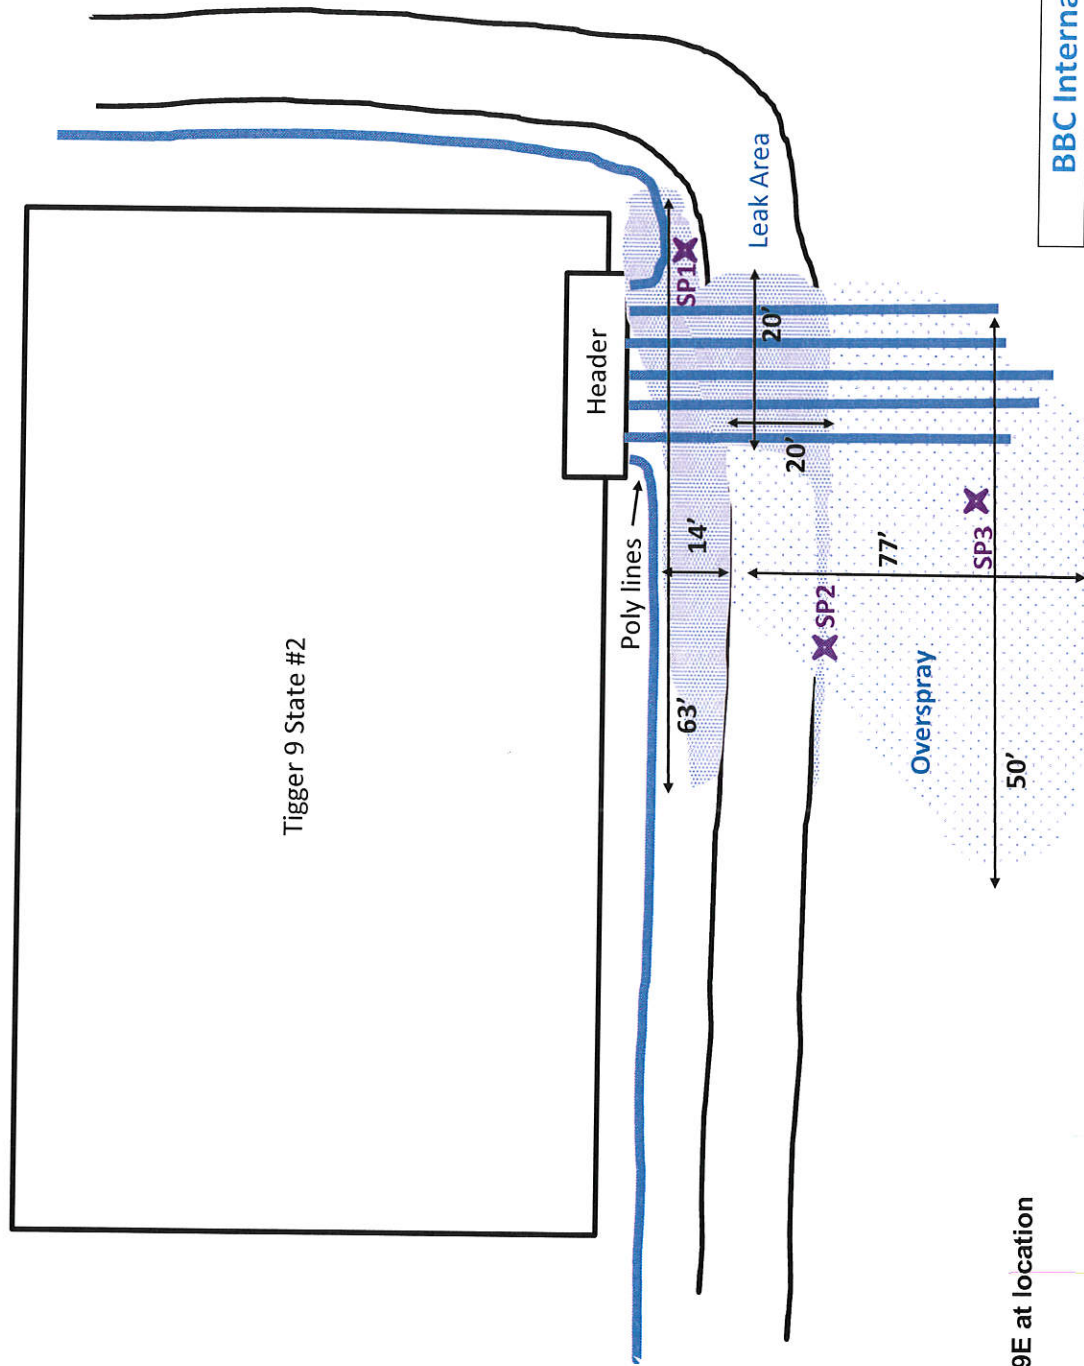 Tigger 9 State #2
Header
Poly lines
SP1
Leak Area
20'
20'
14'
63'
SP2
77'
SP3
Overspray
50'
BBC Interna
9E at location